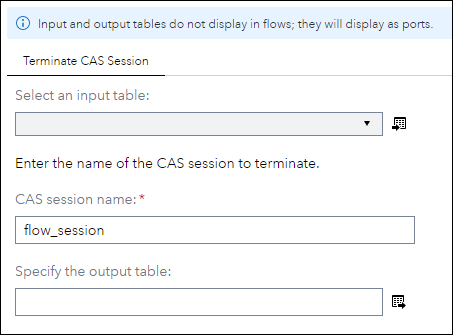 Input and output tables do not display in flows; they will display as ports.
Terminate CAS Session
Select an input table:
Enter the name of the CAS session to terminate.
CAS session name: *
flow_session
Specify the output table: